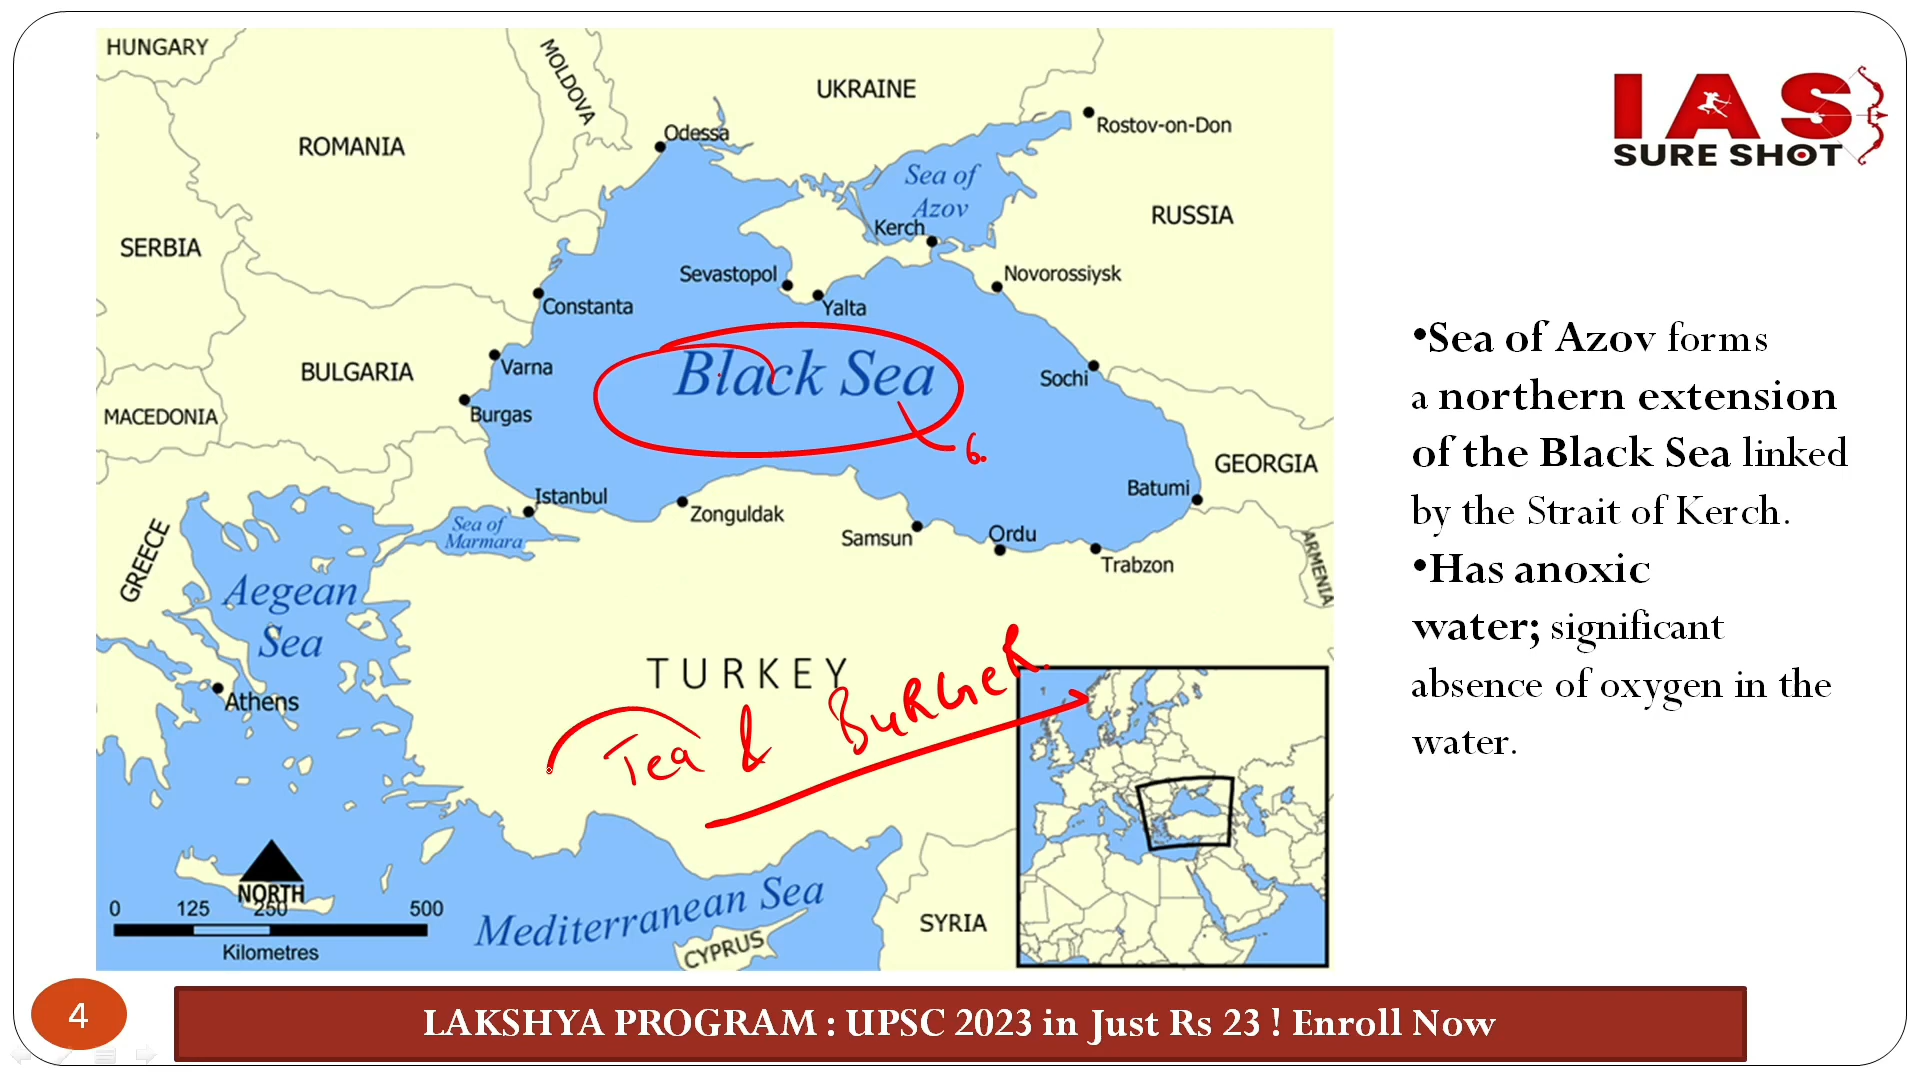 HUNGARY
MOLDOVA
UKRAINE
ROMANIA
Odessa
Rostov-on-Don
Sea of
Azov
RUSSIA
SERBIA
Kerch
Sevastopol
Novorossiysk
Constanta
Yalta
BULGARIA
Varna
Black Sea
Sochi
MACEDONIA
Burgas
6.
GEORGIA
Istanbul
Batumi
Zonguldak
Sea of
Marmara
Samsun
Ordu
Trabzon
GREECE
ARMENIA
Aegean
Sea
TURKEY
Athens
Tea & BURGER
NORTH
0 125 250 500
Kilometres
Mediterranean Sea
CYPRUS
SYRIA
IAS
SURE SHOT
•Sea of Azov forms
a northern extension
of the Black Sea linked
by the Strait of Kerch.
•Has anoxic
water; significant
absence of oxygen in the
water.
4
LAKSHYA PROGRAM : UPSC 2023 in Just Rs 23 ! Enroll Now